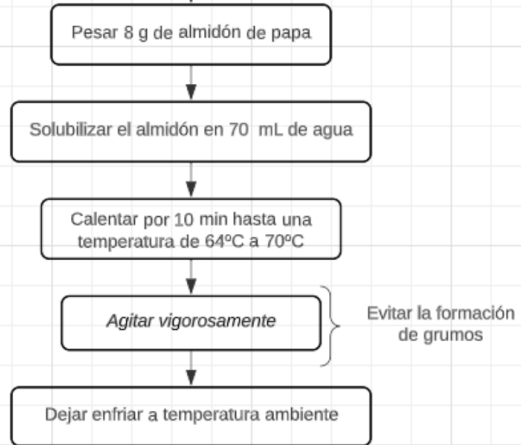 Pesar 8 g de almidón de papa
Solubilizar el almidón en 70 mL de agua
Calentar por 10 min hasta una
temperatura de 64ºC a 70ºC
Agitar vigorosamente
Evitar la formación
de grumos
Dejar enfriar a temperatura ambiente